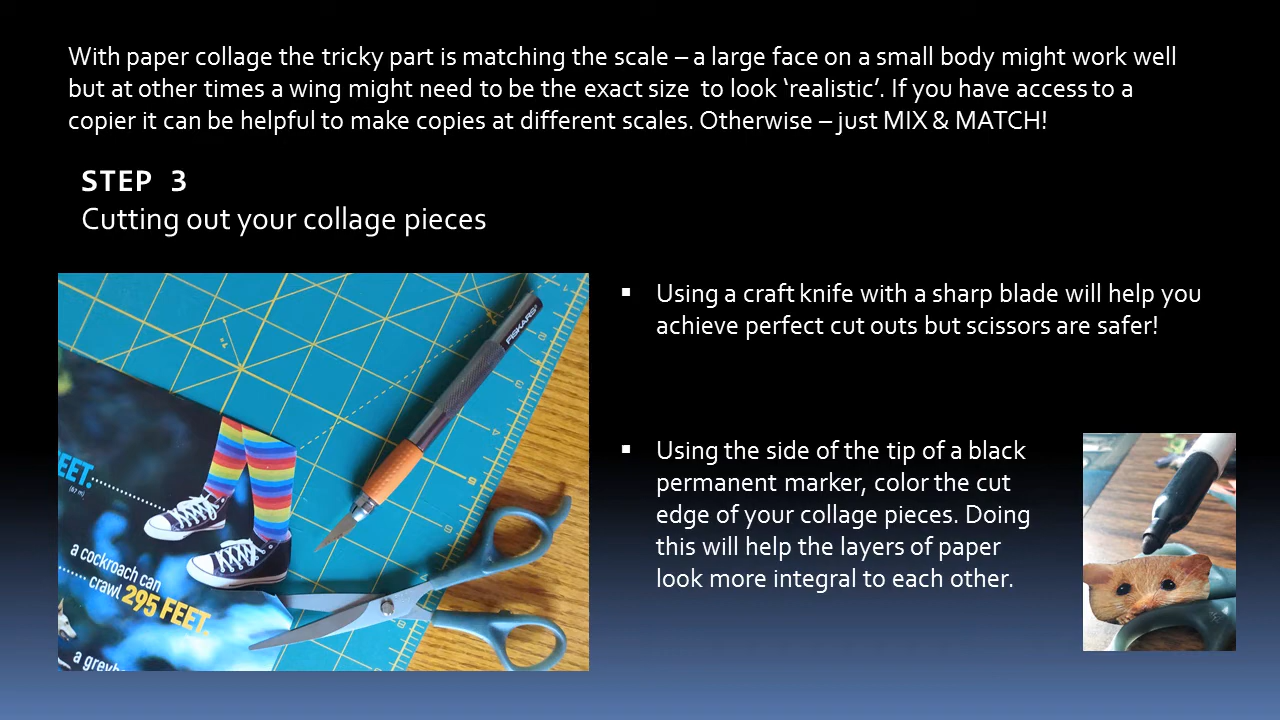 With paper collage the tricky part is matching the scale – a large face on a small body might work well
but at other times a wing might need to be the exact size  to look ‘realistic’. If you have access to a
copier it can be helpful to make copies at different scales. Otherwise – just MIX & MATCH!
STEP 3
Cutting out your collage pieces
▪ Using a craft knife with a sharp blade will help you
achieve perfect cut outs but scissors are safer!
FISKARS
EET.
(67 m)
a cockroach can
crawl 295 FEET.
a greyh
▪ Using the side of the tip of a black
permanent marker, color the cut
edge of your collage pieces. Doing
this will help the layers of paper
look more integral to each other.